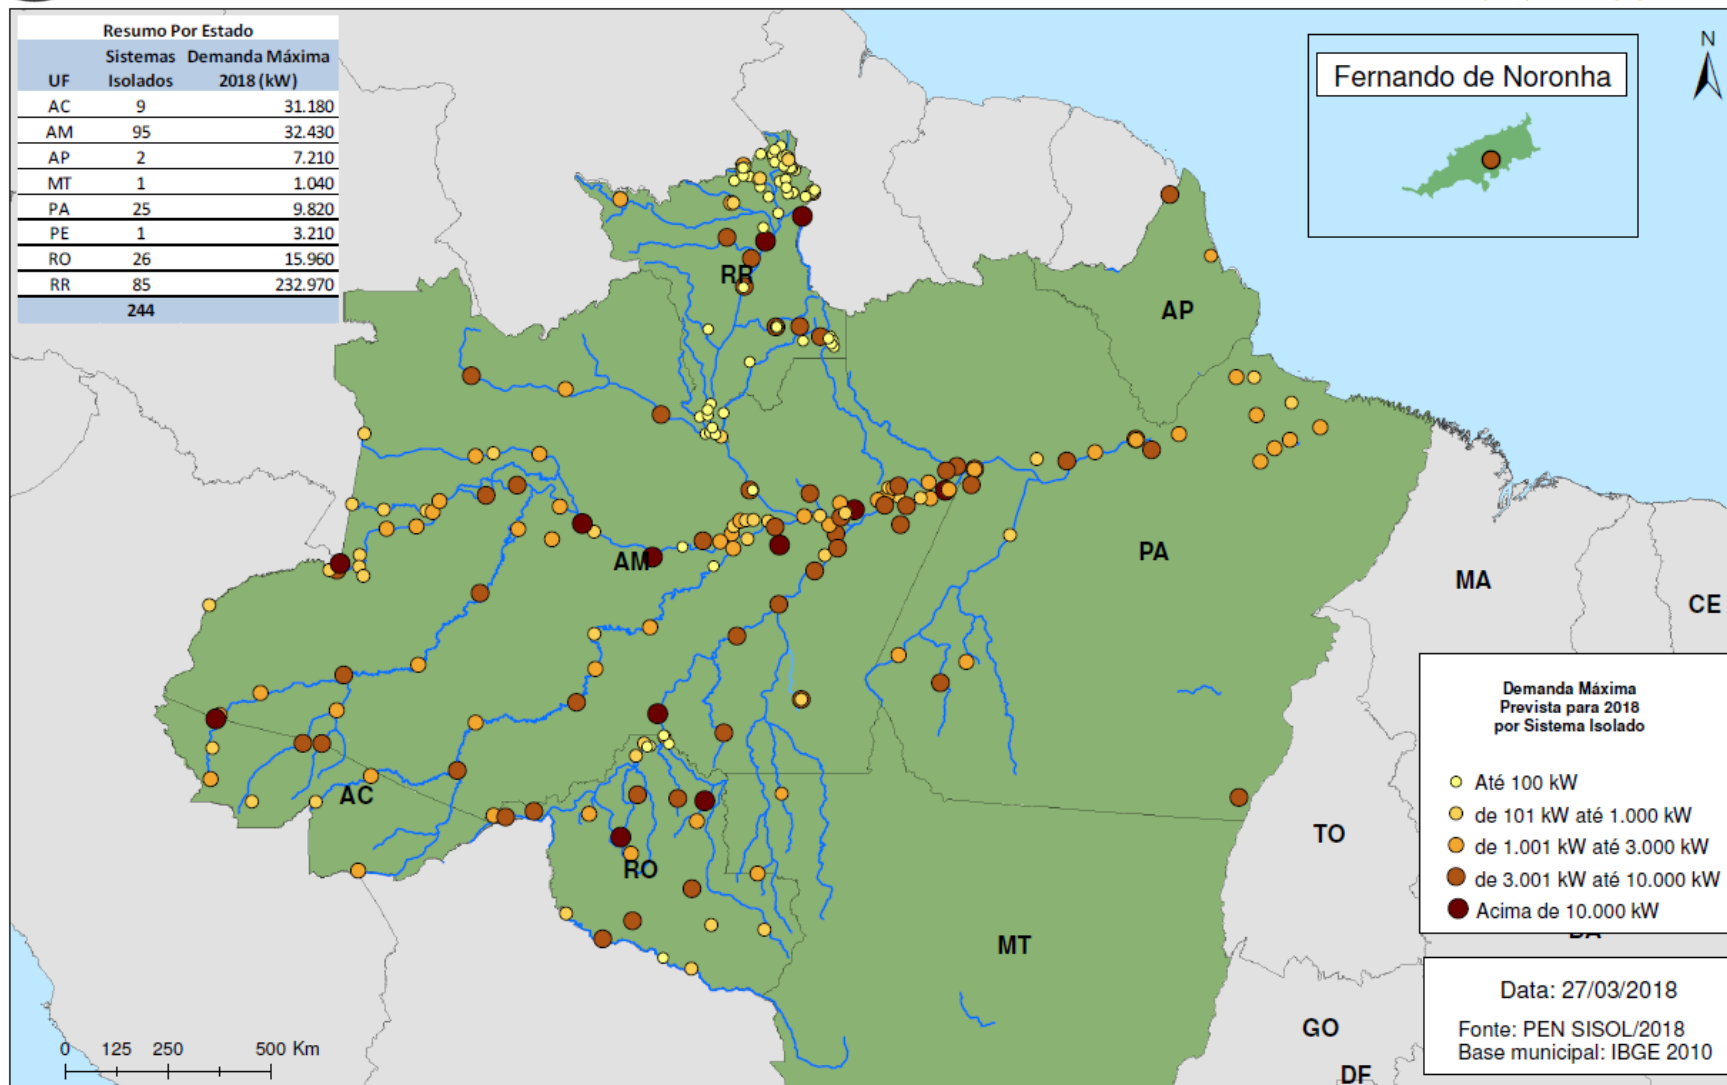 Resumo Por Estado
UF Sistemas Isolados Demanda Máxima 2018 (kW)
AC 9 31.180
AM 95 32.430
AP 2 7.210
MT 1 1.040
PA 25 9.820
PE 1 3.210
RO 26 15.960
RR 85 232.970
244
Fernando de Noronha
N
RR
AP
AM
PA
MA
CE
AC
RO
TO
MT
GO
DF
Demanda Máxima
Prevista para 2018
por Sistema Isolado
Até 100 kW
de 101 kW até 1.000 kW
de 1.001 kW até 3.000 kW
de 3.001 kW até 10.000 kW
Acima de 10.000 kW
Data: 27/03/2018
Fonte: PEN SISOL/2018
Base municipal: IBGE 2010
0 125 250 500 Km